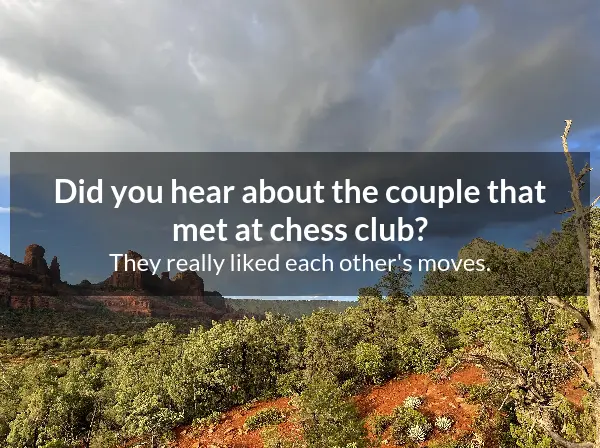 Did you hear about the couple that
met at chess club?
They really liked each other's moves.